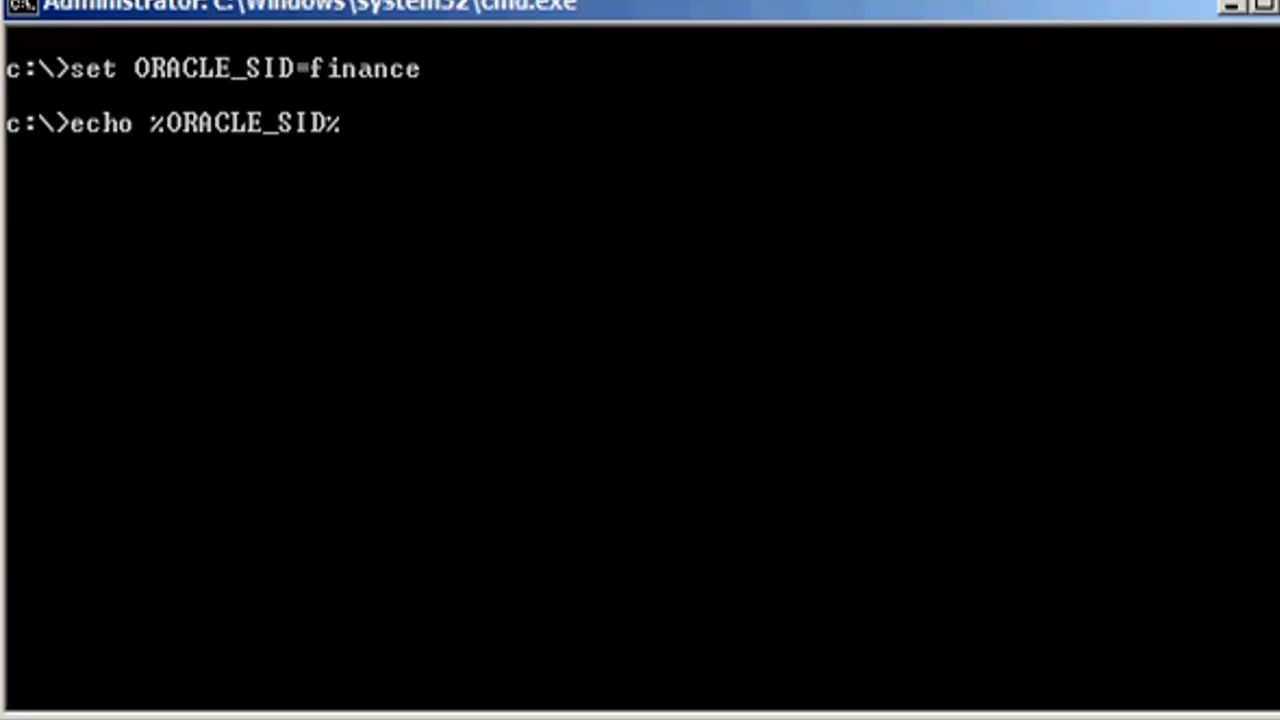 Administrator: C:\Windows\system32\cmd.exe
c:\>set ORACLE_SID=finance
c:\>echo %ORACLE_SID%